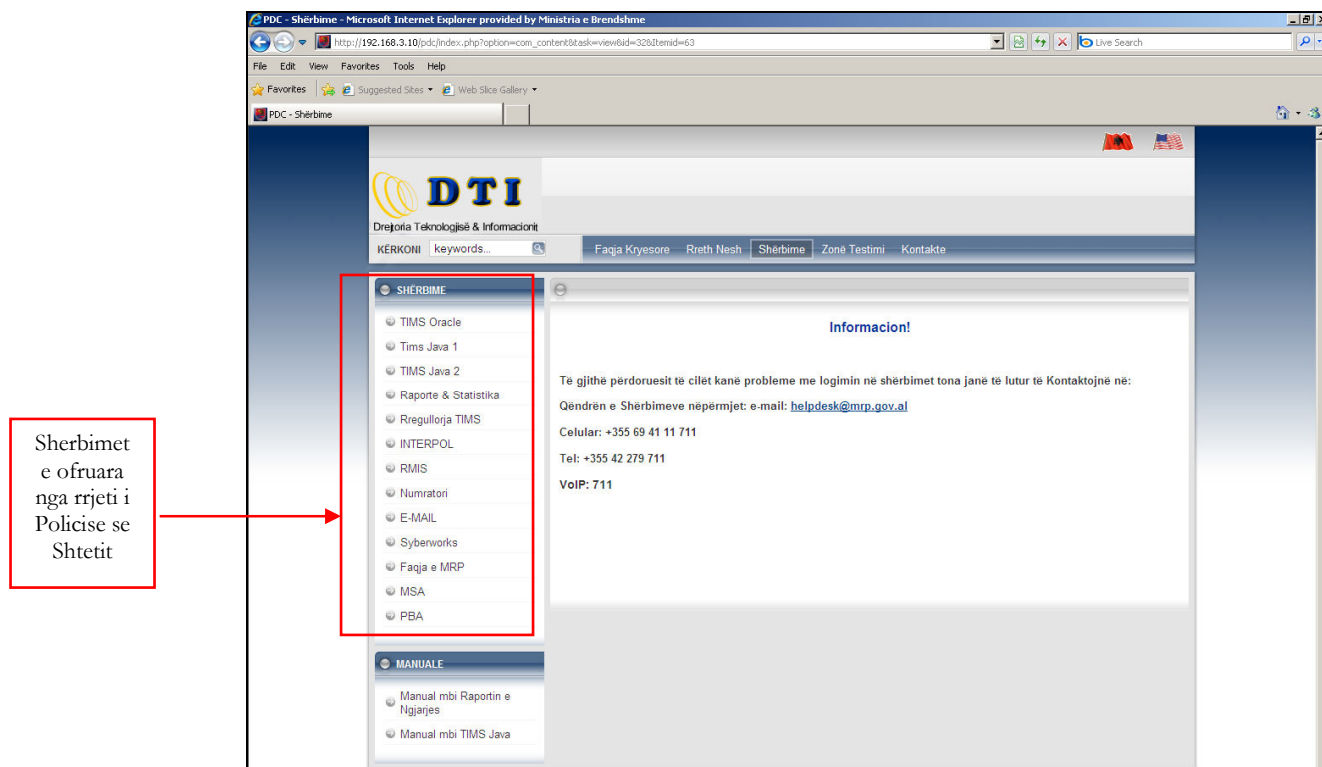 PDC - Shërbime - Microsoft Internet Explorer provided by Ministria e Brendshme
http://192.168.3.10/pdc/index.php?option=com_content&task=view&id=32&Itemid=63
Live Search
File Edit View Favorites Tools Help
Favorites Suggested Sites Web Slice Gallery
PDC - Shërbime
DTI
Drejtoria Teknologjisë & Informacionit
KËRKONI keywords... Faqja Kryesore Rreth Nesh Shërbime Zonë Testimi Kontakte
SHËRBIME
TIMS Oracle
Tims Java 1
TIMS Java 2
Raporte & Statistika
Rregullorja TIMS
INTERPOL
RMIS
Numratori
E-MAIL
Syberworks
Faqja e MRP
MSA
PBA
MANUALE
Manual mbi Raportin e
Ngjarjes
Manual mbi TIMS Java
Informacion!
Të gjithë përdoruesit të cilët kanë probleme me logimin në shërbimet tona janë të lutur të Kontaktojnë në:
Qëndrën e Shërbimeve nëpërmjet: e-mail: helpdesk@mrp.gov.al
Celular: +355 69 41 11 711
Tel: +355 42 279 711
VoIP: 711
Sherbimet
e ofruara
nga rrjeti i
Policise se
Shtetit